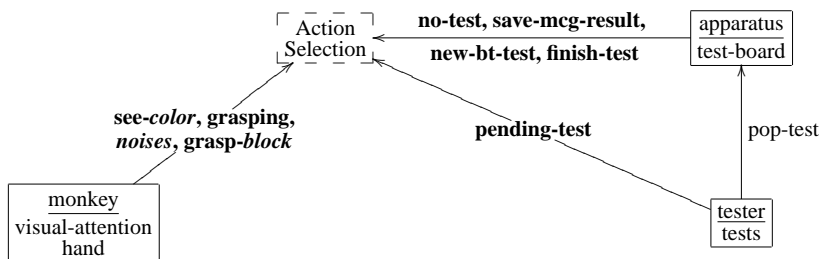 Action
Selection
no-test, save-mcg-result,
new-bt-test, finish-test
apparatus
test-board
see-color, grasping,
noises, grasp-block
pending-test
pop-test
monkey
visual-attention
hand
tester
tests